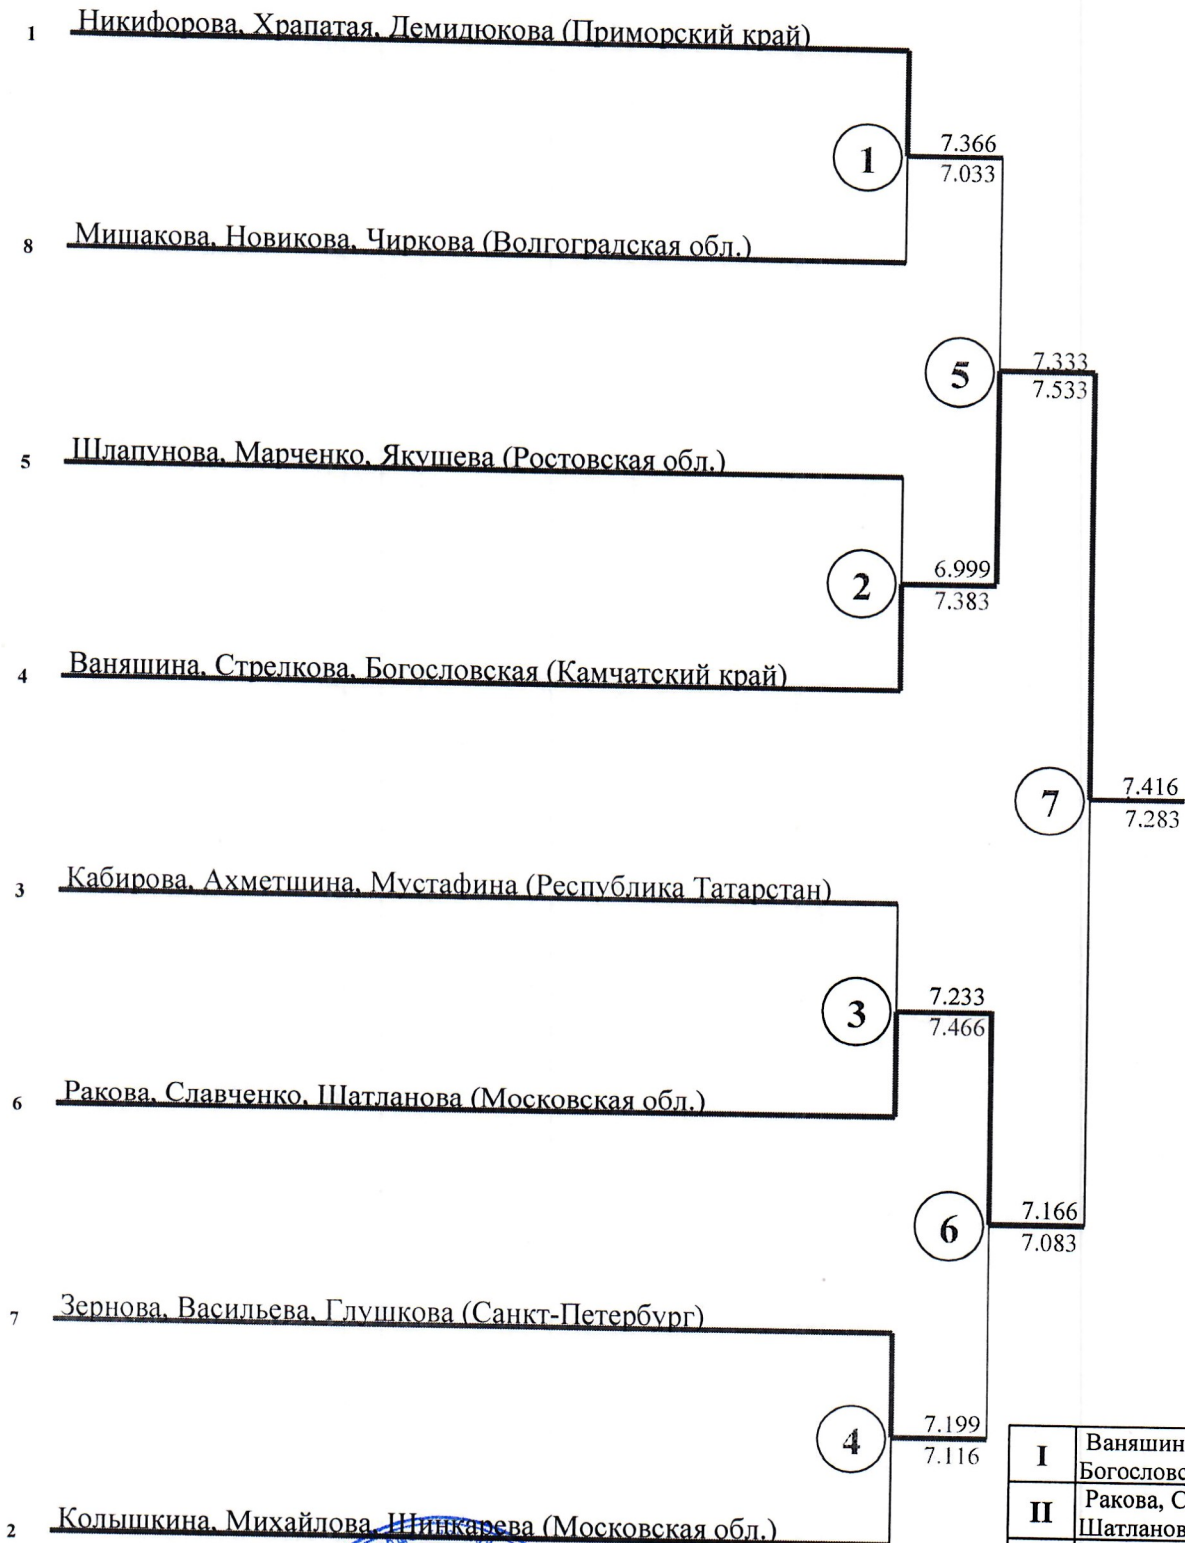 1 Никифорова, Храпатая, Демидюкова (Приморский край)
7.366
1
7.033
8 Мишакова, Новикова, Чиркова (Волгоградская обл.)
7.333
5
7.533
5 Шлапунова, Марченко, Якушева (Ростовская обл.)
6.999
2
7.383
4 Ваняшина, Стрелкова, Богословская (Камчатский край)
7.416
7
7.283
3 Кабирова, Ахметшина, Мустафина (Республика Татарстан)
7.233
3
7.466
6 Ракова, Славченко, Шатланова (Московская обл.)
7.166
6
7.083
7 Зернова, Васильева, Глушкова (Санкт-Петербург)
7.199
4
7.116
I Ваняшин
Богословс
II Ракова, С
Шатланов
2 Колышкина, Михайлова, Шинкарева (Московская обл.)